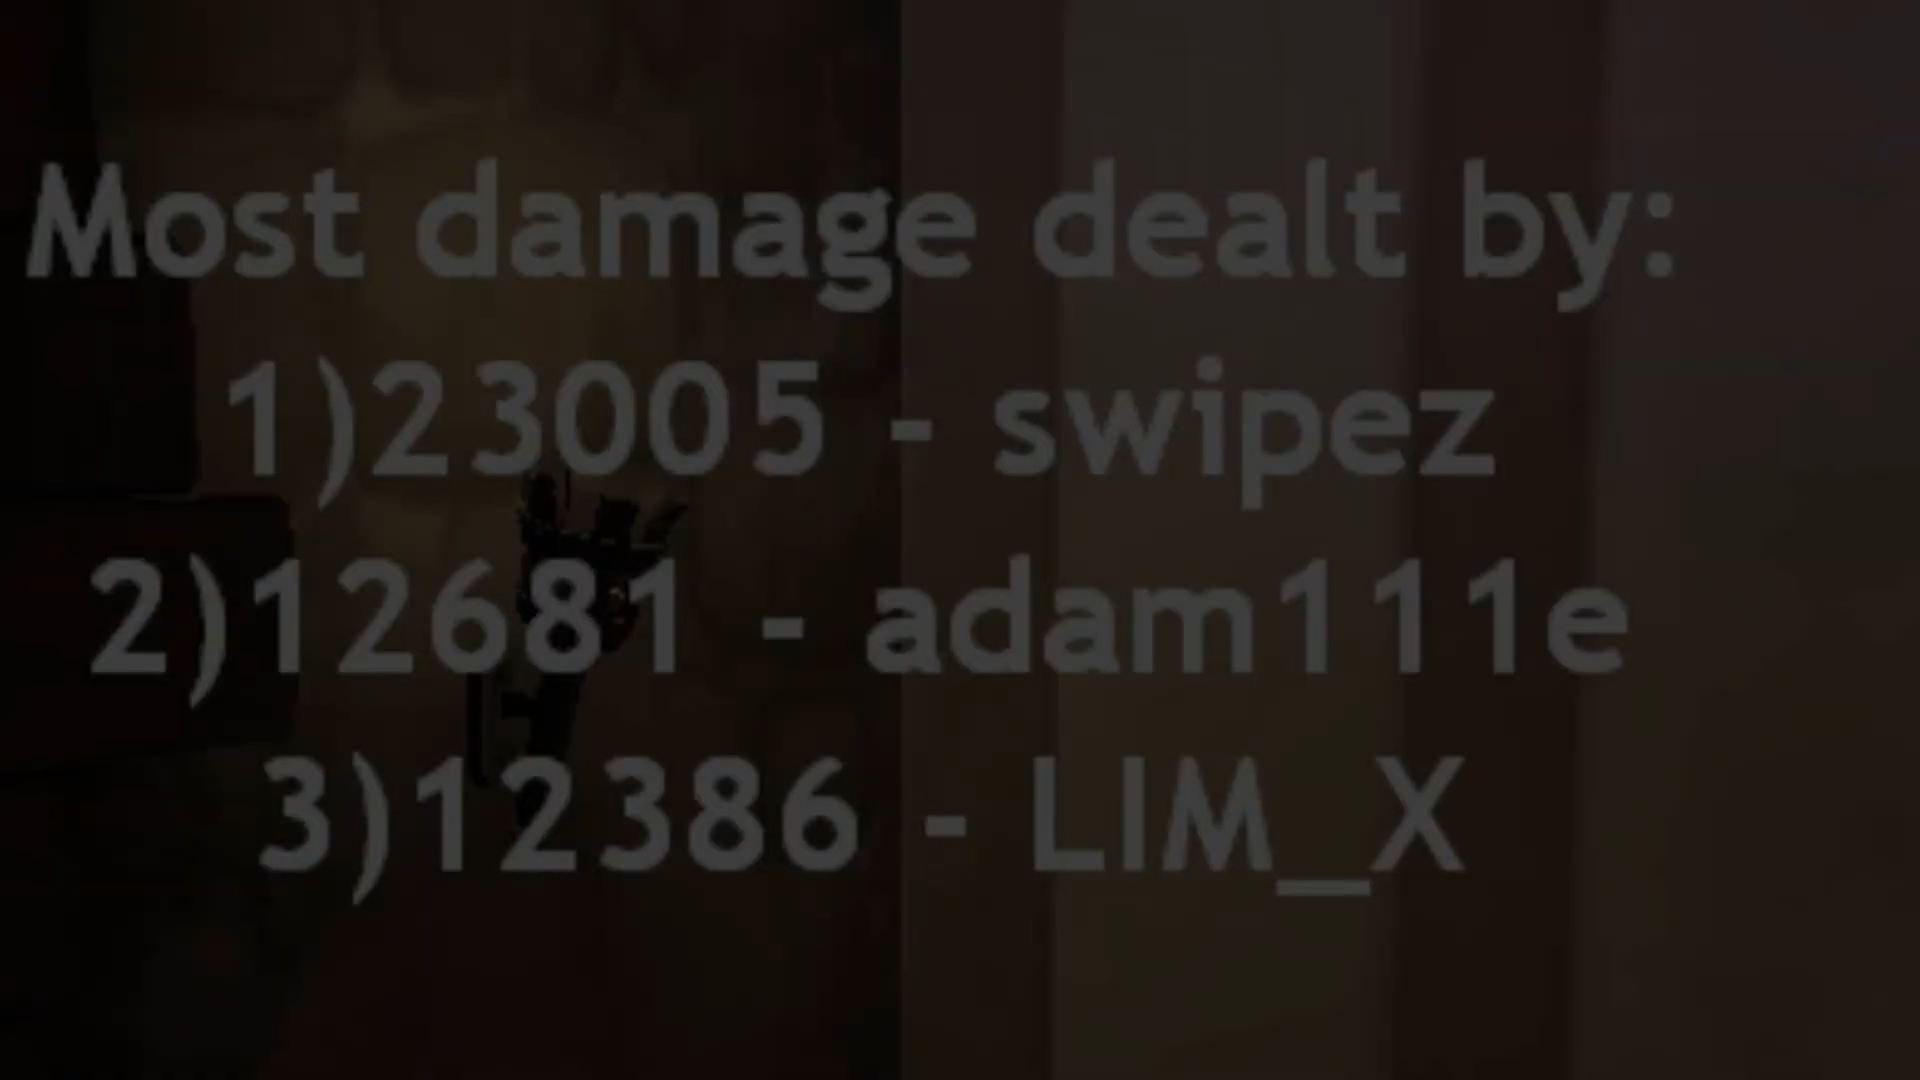 Most damage dealt by:
1)23005 - swipez
2)12681 - adam111e
3)12386 - LIM_X